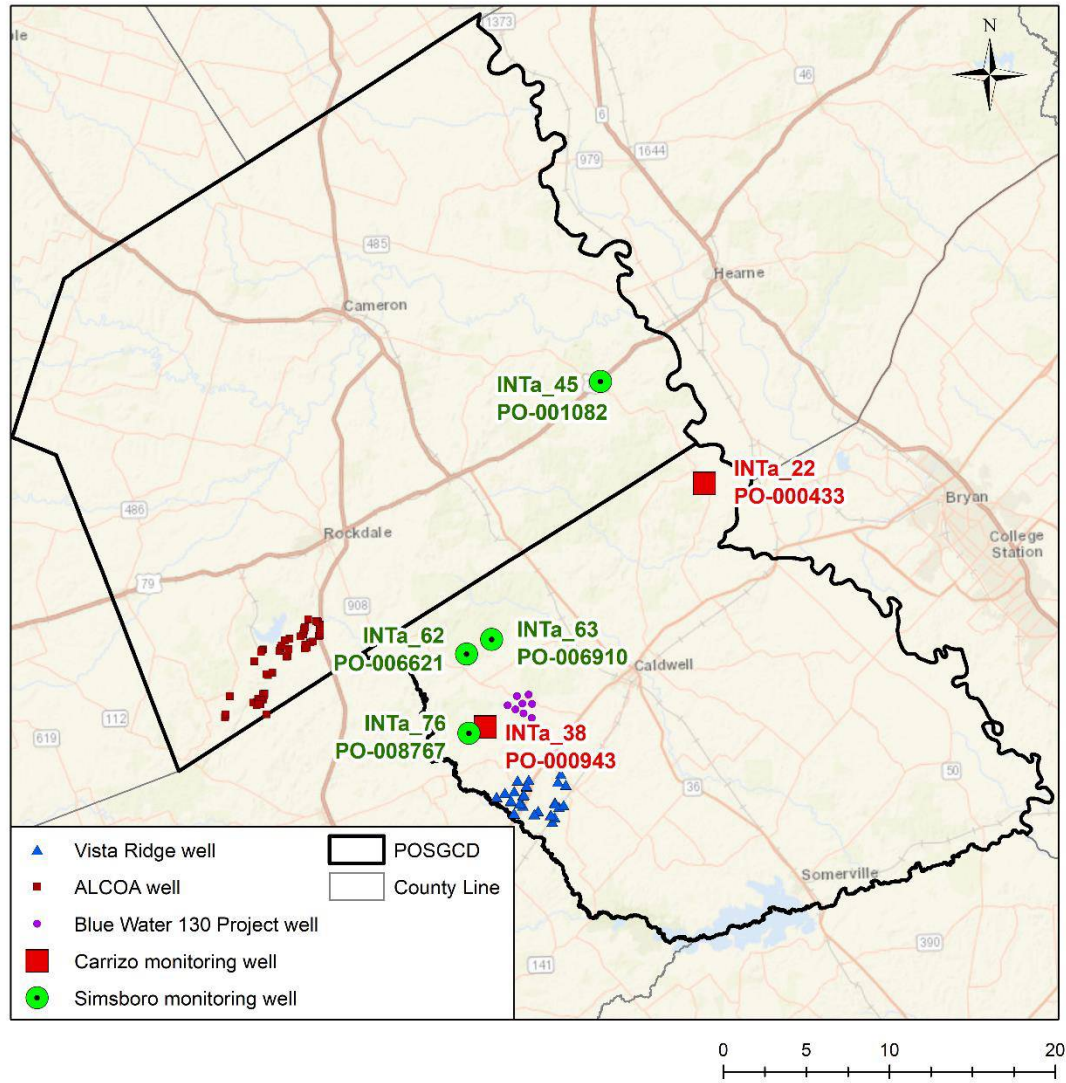 1373
N
le
46
6
979
1644
485
Hearne
Cameron
INTa_45
PO-001082
INTa_22
PO-000433
Bryan
486
College
Station
Rockdale
79
908
INTa_62
PO-006621
INTa_63
PO-006910
Caldwell
112
619
INTa_76
PO-008767
INTa_38
PO-000943
50
36
Somerville
390
141
Vista Ridge well
ALCOA well
Blue Water 130 Project well
Carrizo monitoring well
Simsboro monitoring well
POSGCD
County Line
0 5 10 20